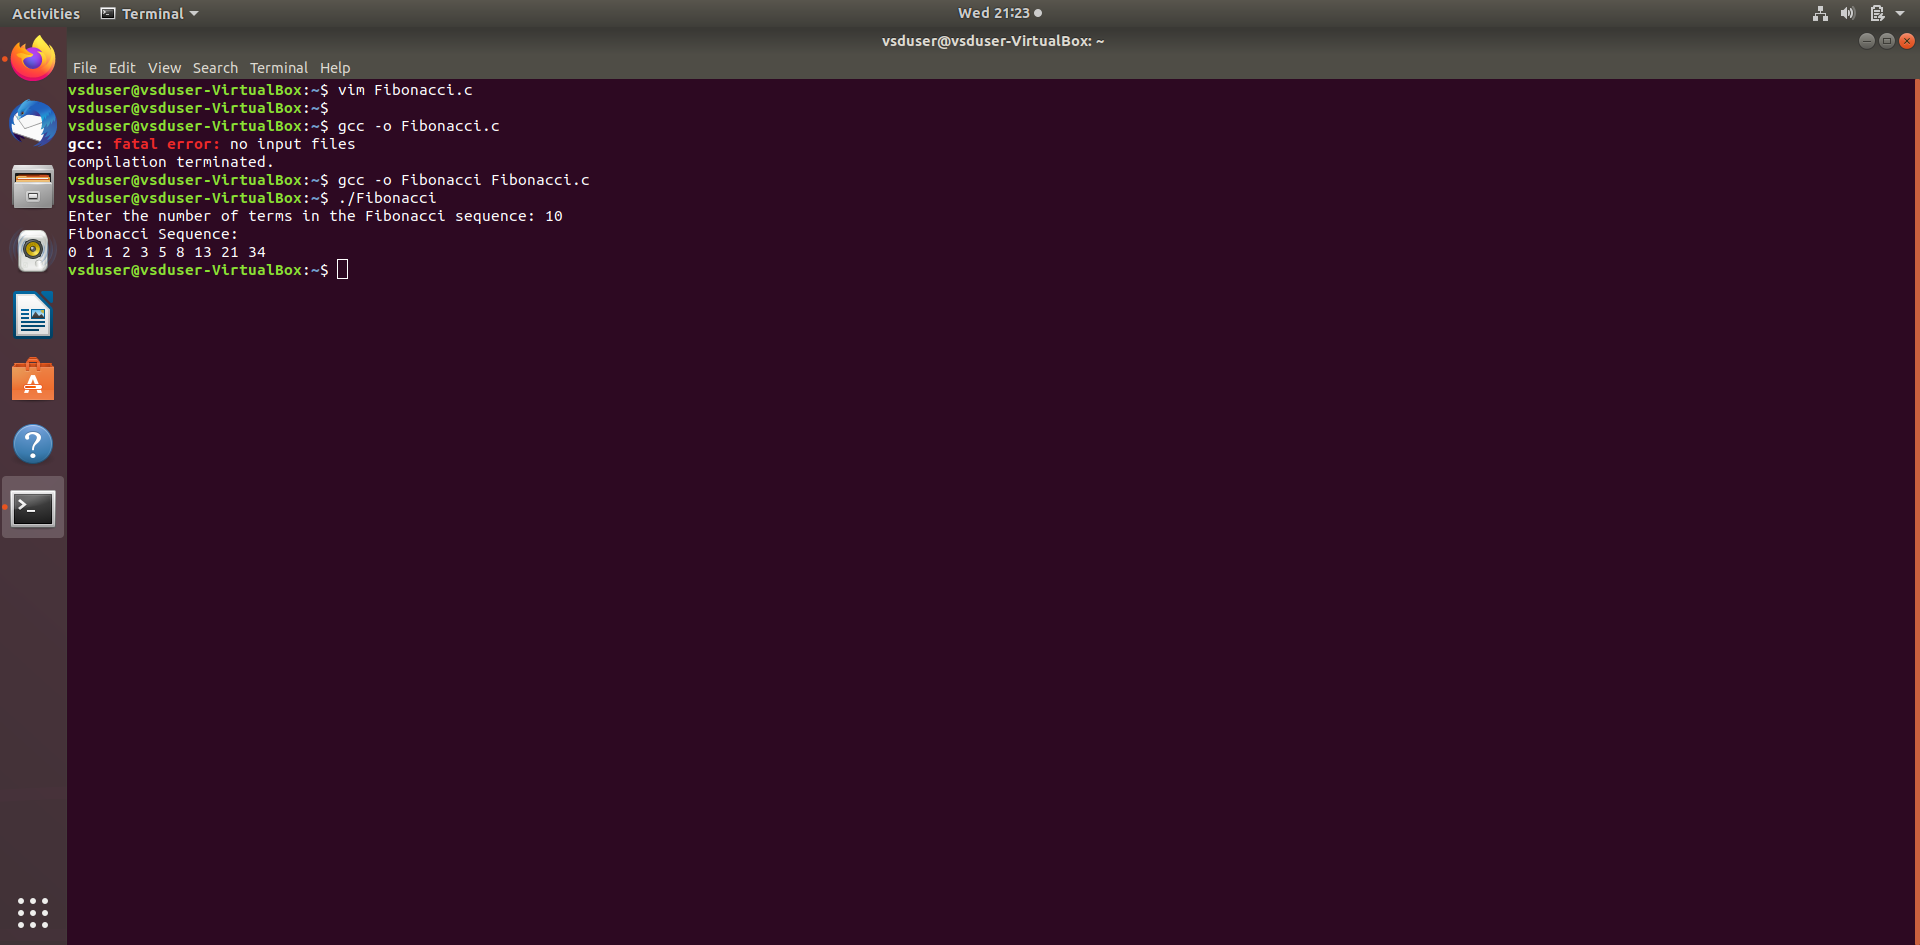 Activities Terminal Wed 21:23
vsduser@vsduser-VirtualBox: ~
File Edit View Search Terminal Help
vsduser@vsduser-VirtualBox:~$ vim Fibonacci.c
vsduser@vsduser-VirtualBox:~$
vsduser@vsduser-VirtualBox:~$ gcc -o Fibonacci.c
gcc: fatal error: no input files
compilation terminated.
vsduser@vsduser-VirtualBox:~$ gcc -o Fibonacci Fibonacci.c
vsduser@vsduser-VirtualBox:~$ ./Fibonacci
Enter the number of terms in the Fibonacci sequence: 10
Fibonacci Sequence:
0 1 1 2 3 5 8 13 21 34
vsduser@vsduser-VirtualBox:~$